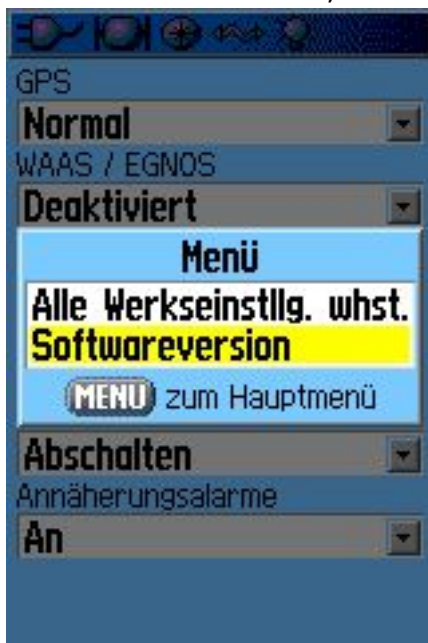 GPS
Normal
WAAS / EGNOS
Deaktiviert
Menü
Alle Werkseinstllg. whst.
Softwareversion
MENU zum Hauptmenü
Abschalten
Annäherungsalarme
An